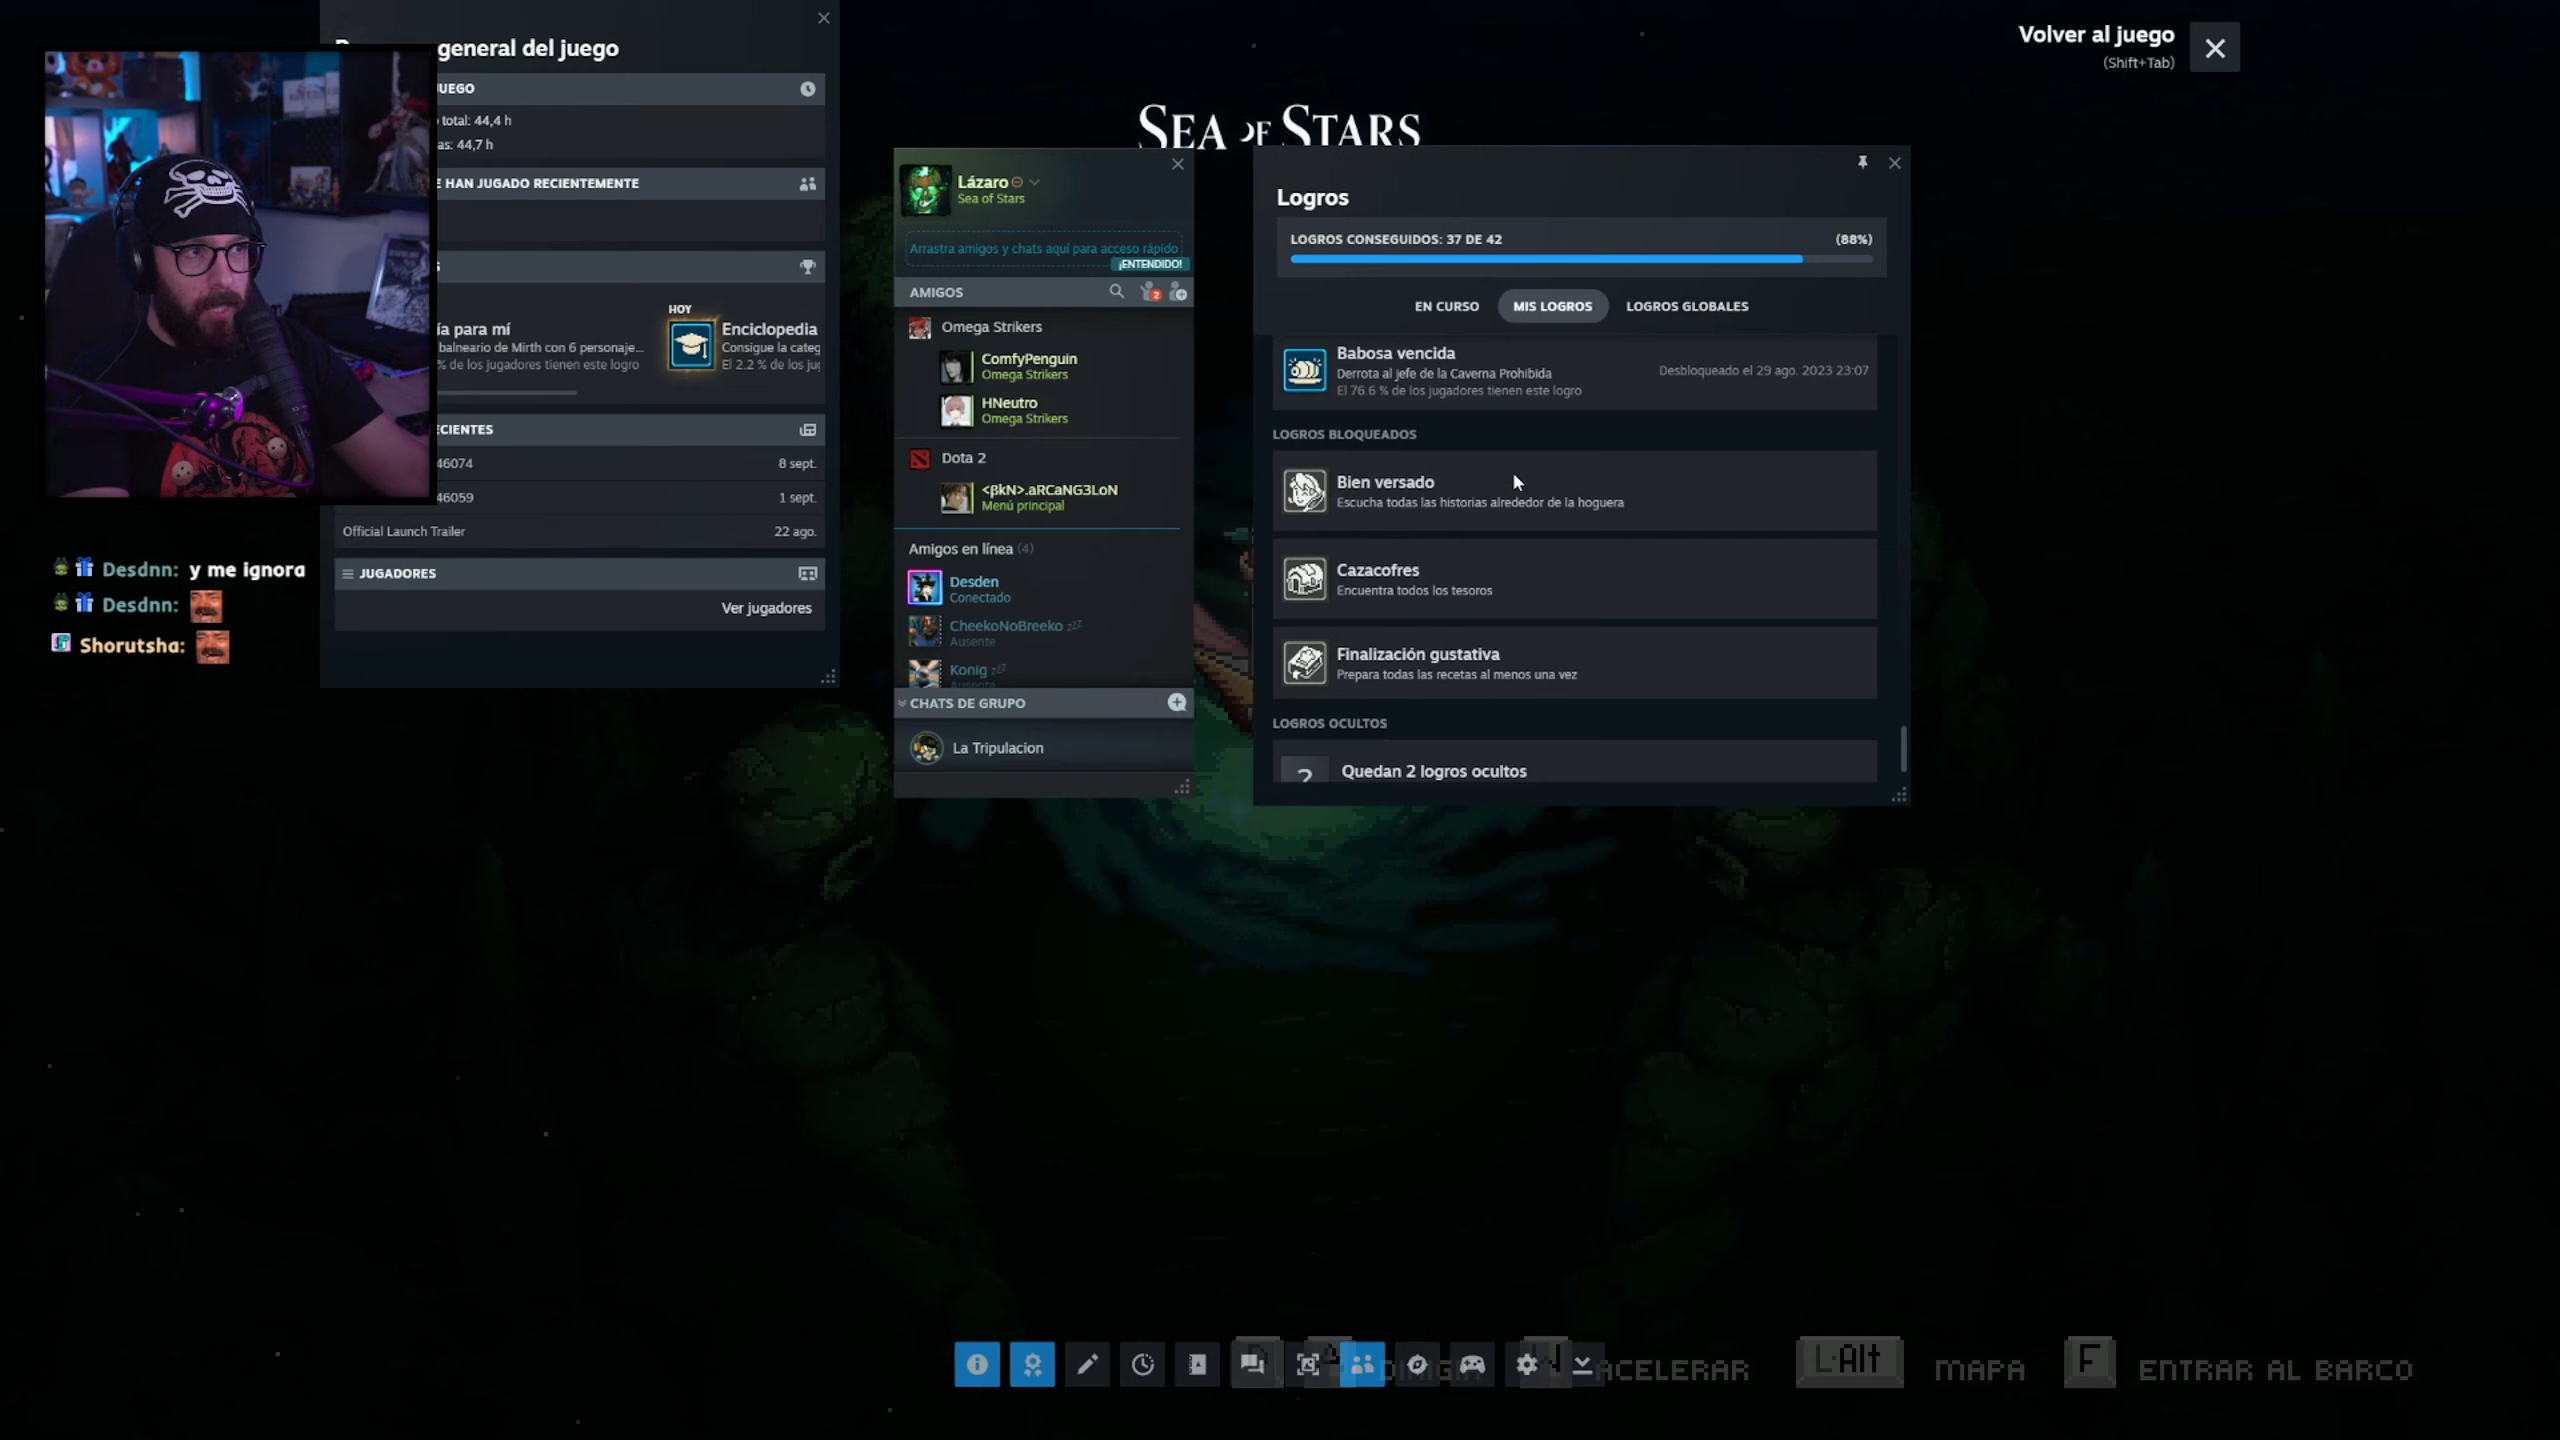 general del juego
UEGO
total: 44,4 h
as: 44,7 h
HAN JUGADO RECIENTEMENTE
HOY
ía para mí
balneario de Mirth con 6 personaje...
% de los jugadores tienen este logro
Enciclopedia
Consigue la categ
El 2.2 % de los jug
ECIENTES
46074
8 sept.
46059
1 sept.
Official Launch Trailer
22 ago.
JUGADORES
Ver jugadores
Desdnn: y me ignora
Desdnn:
Shorutsha:
SEA OF STARS
Volver al juego
(Shift+Tab)
Lázaro
Sea of Stars
Arrastra amigos y chats aquí para acceso rápido
¡ENTENDIDO!
AMIGOS
2
Omega Strikers
ComfyPenguin
Omega Strikers
HNeutro
Omega Strikers
Dota 2
<βkN>.aRCaNG3LoN
Menú principal
Amigos en línea (4)
Desden
Conectado
CheekoNoBreeko zzz
Ausente
Konig zzz
Ausente
CHATS DE GRUPO
La Tripulacion
Logros
LOGROS CONSEGUIDOS: 37 DE 42
(88%)
EN CURSO
MIS LOGROS
LOGROS GLOBALES
Babosa vencida
Derrota al jefe de la Caverna Prohibida
El 76.6 % de los jugadores tienen este logro
Desbloqueado el 29 ago. 2023 23:07
LOGROS BLOQUEADOS
Bien versado
Escucha todas las historias alrededor de la hoguera
Cazacofres
Encuentra todos los tesoros
Finalización gustativa
Prepara todas las recetas al menos una vez
LOGROS OCULTOS
?
Quedan 2 logros ocultos
ACELERAR
L.Alt
MAPA
F
ENTRAR AL BARCO